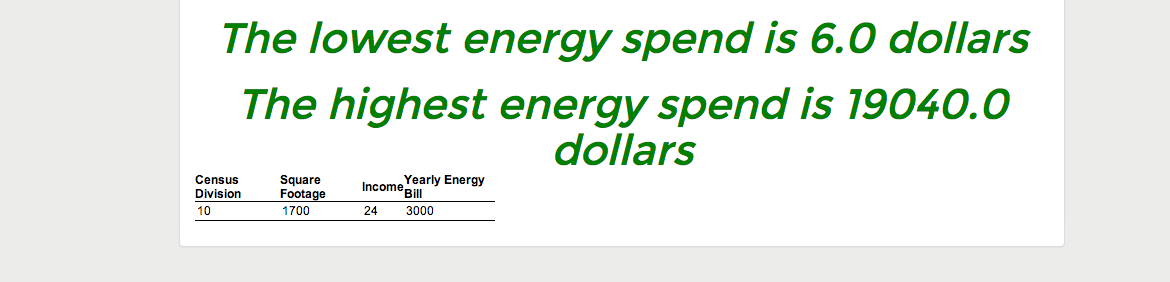 The lowest energy spend is 6.0 dollars
The highest energy spend is 19040.0
dollars
Census Division Square Footage Income Yearly Energy Bill
10 1700 24 3000